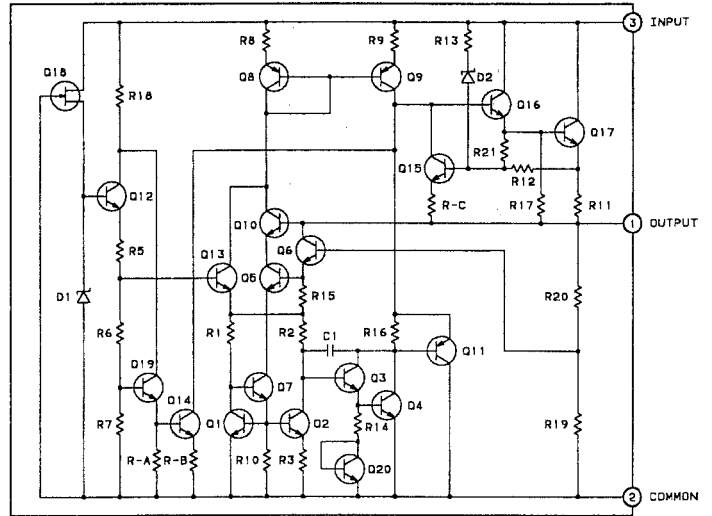 3 INPUT
R8 R9 R13
Q18 Q8 Q9 D2
R18 Q16
Q17
R21
Q15
Q12 R12
R-C R17 R11
Q10 1 OUTPUT
Q6
R5 Q13 Q5
D1 R15 R20
R6 R1 R2 C1 R16
Q11
Q19 Q3
Q14 Q7 Q4
R7 Q1 Q2 R19
R14
R-A R-B R10 R3
Q20
2 COMMON